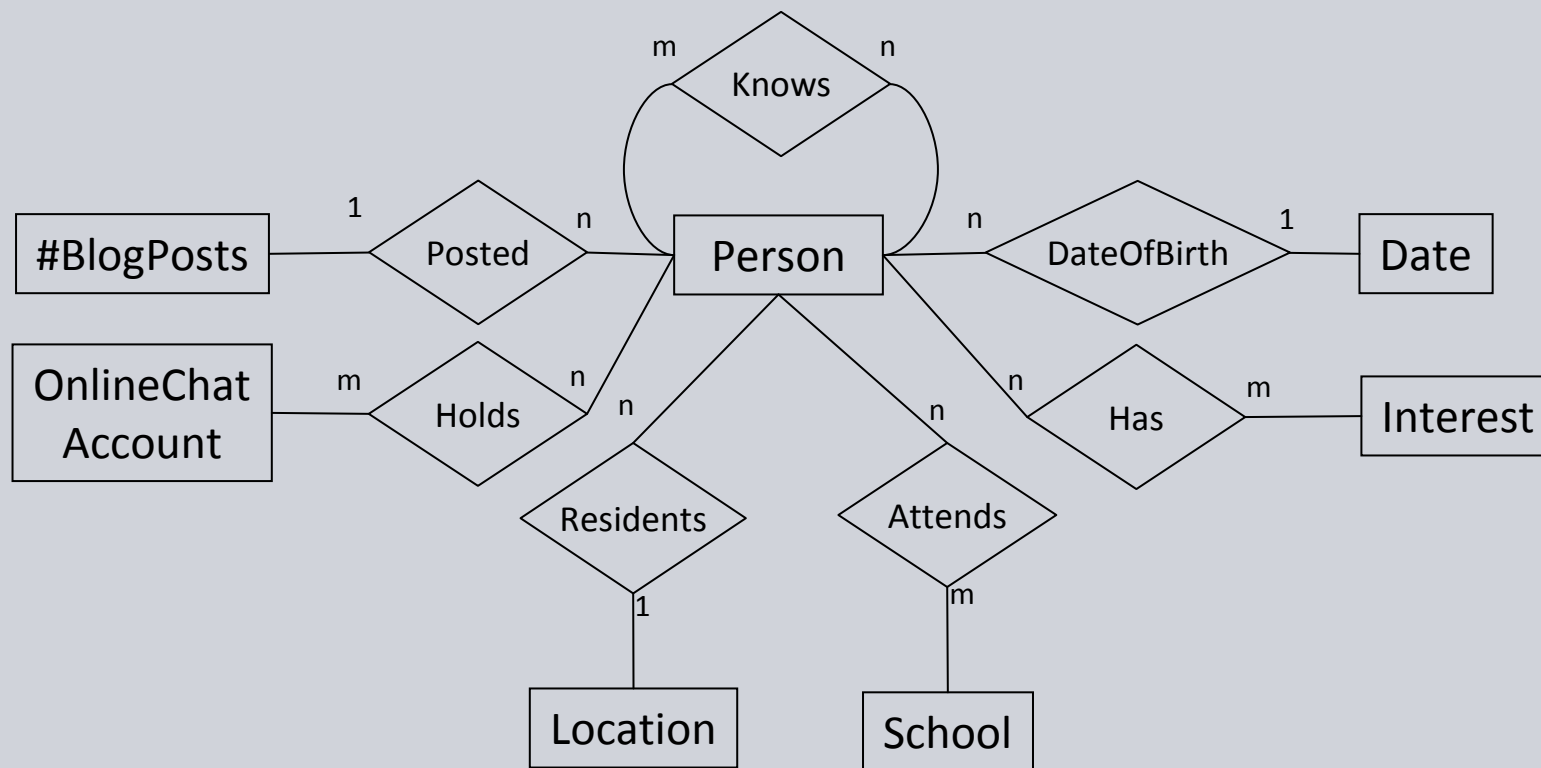 m
n
Knows
1
n
n
1
#BlogPosts
Posted
Person
DateOfBirth
Date
OnlineChat
Account
m
n
n
n
n
m
Holds
Has
Interest
Residents
Attends
1
m
Location
School